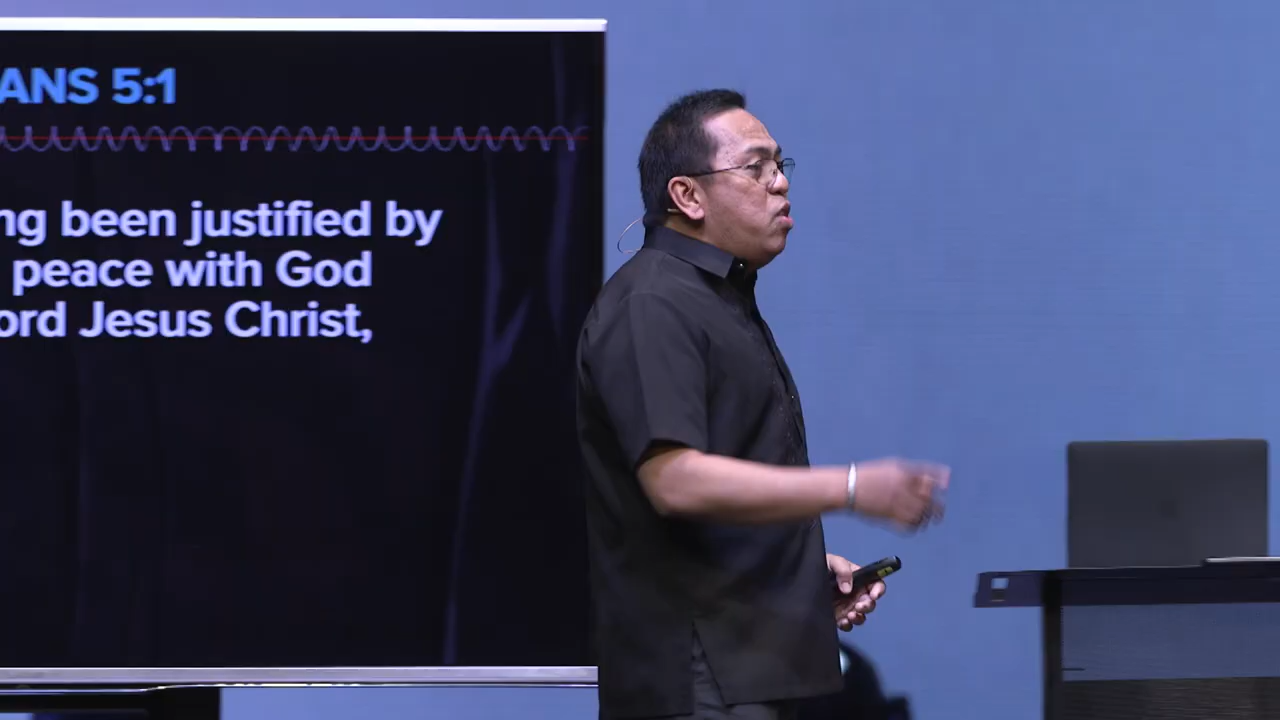 ANS 5:1
ng been justified by
peace with God
ord Jesus Christ,